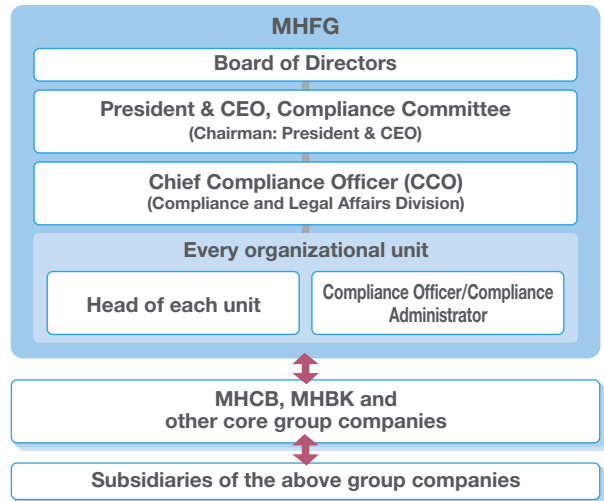 MHFG
Board of Directors
President & CEO, Compliance Committee
(Chairman: President & CEO)
Chief Compliance Officer (CCO)
(Compliance and Legal Affairs Division)
Every organizational unit
Head of each unit
Compliance Officer/Compliance
Administrator
MHCB, MHBK and
other core group companies
Subsidiaries of the above group companies